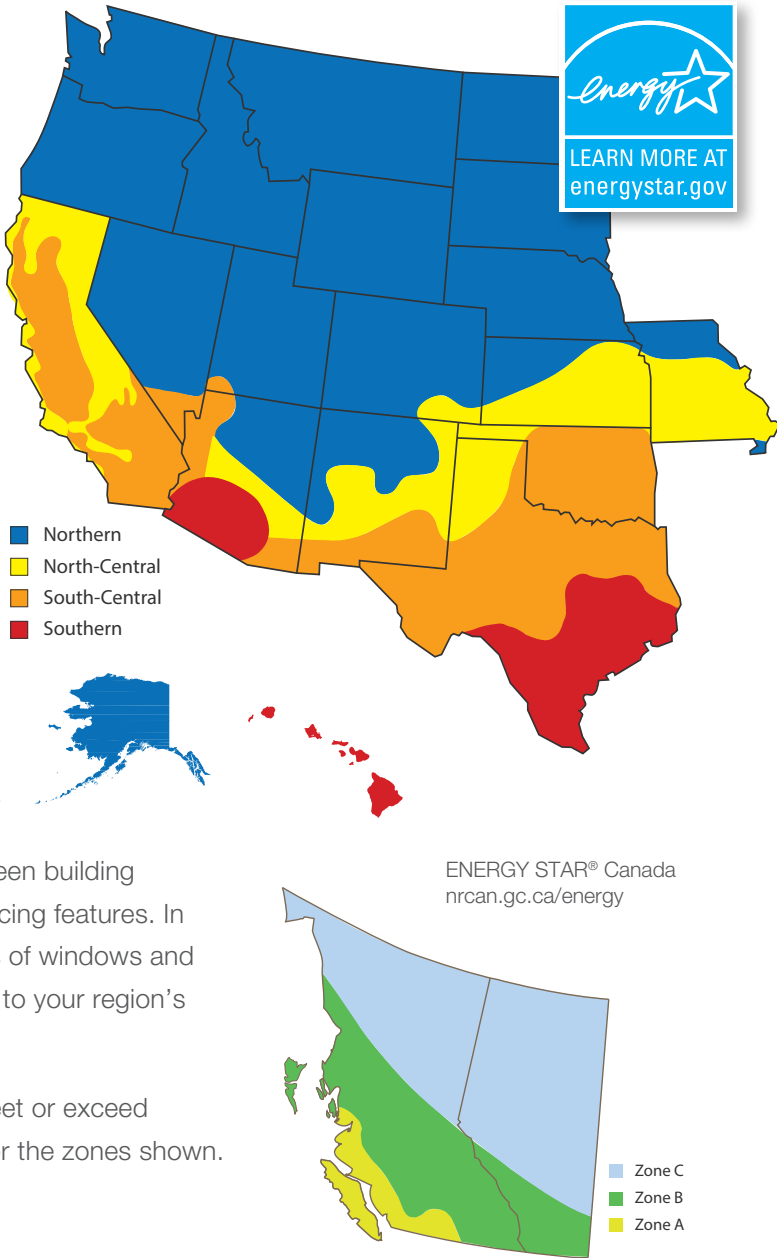 energy
LEARN MORE AT
energystar.gov
Northern
North-Central
South-Central
Southern
een building
cing features. In
of windows and
to your region's
eet or exceed
r the zones shown.
ENERGY STAR® Canada
nrcan.gc.ca/energy
Zone C
Zone B
Zone A